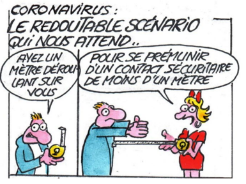 CORONAVIRUS:
LE REDOUTABLE SCÉNARIO
QUI NOUS ATTEND..
AYEZ UN
MÈTRE DÉROU
LANT SUR
VOUS
POUR SE PRÉMUNIR
D'UN CONTACT SÉCURITAIRE
DE MOINS D'UN MÈTRE